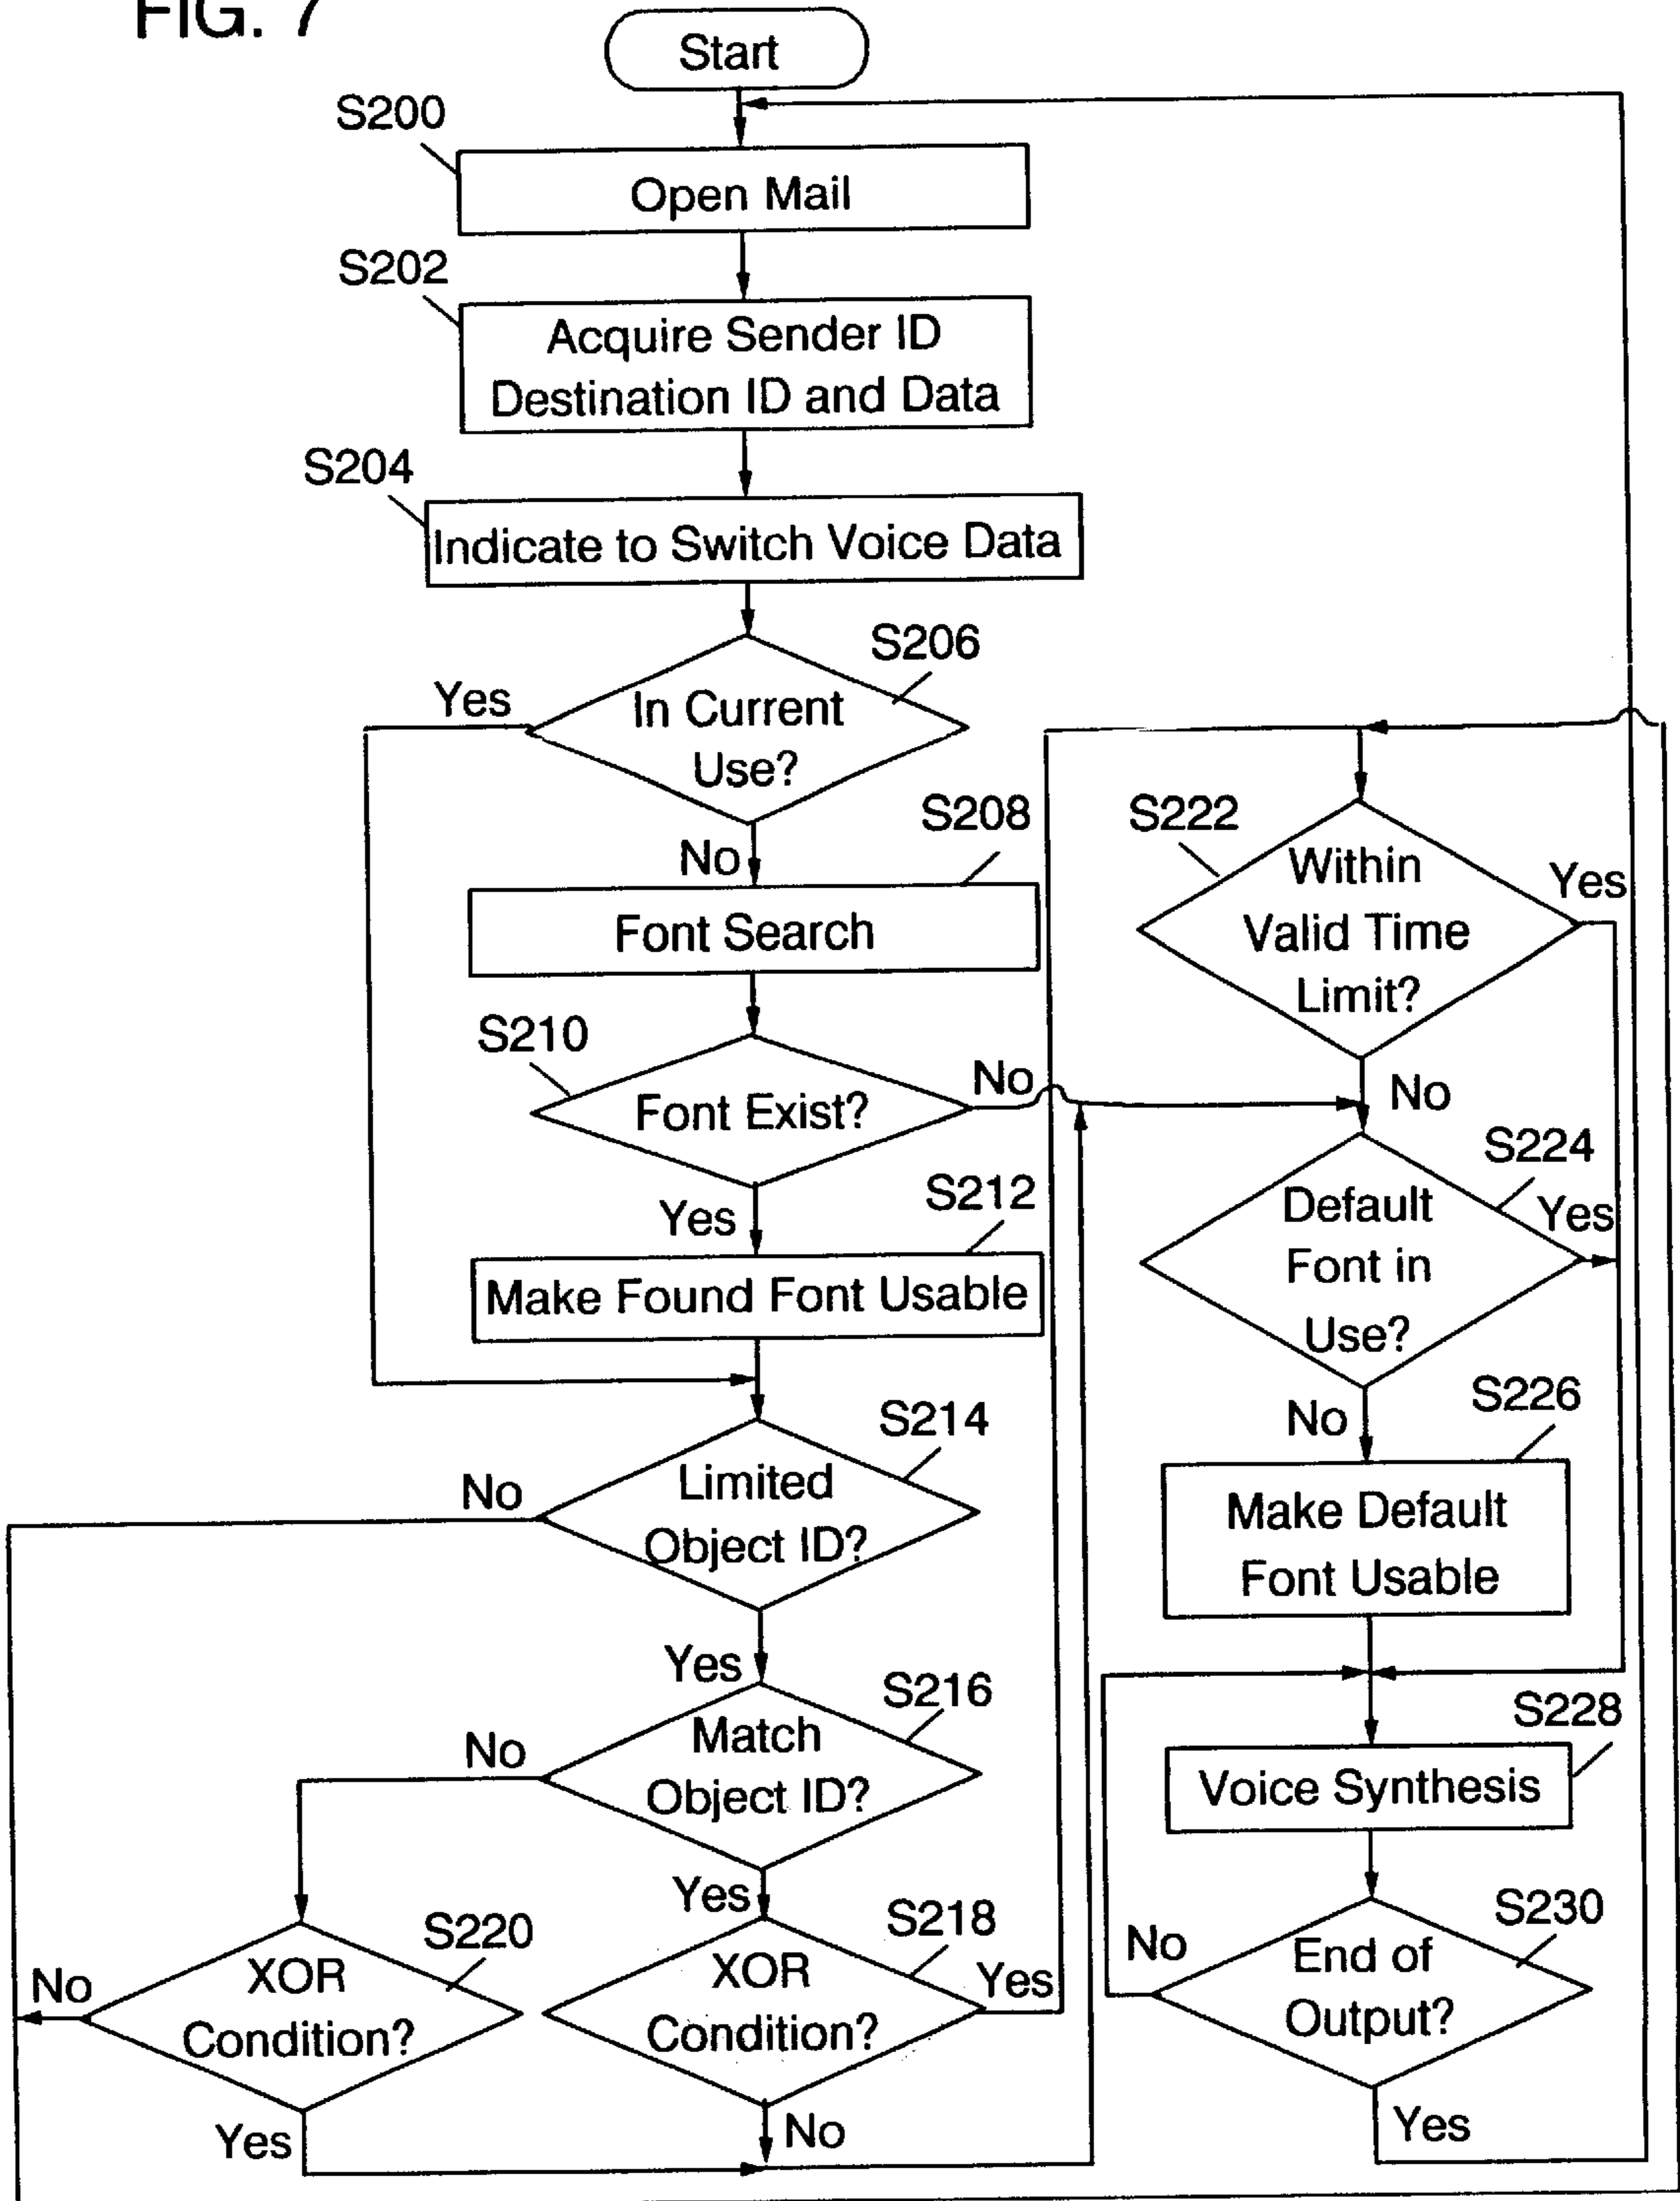 FIG. 7
Start
S200
Open Mail
S202
Acquire Sender ID
Destination ID and Data
S204
Indicate to Switch Voice Data
S206
Yes
In Current
Use?
No
S208
Font Search
S210
Font Exist?
No
Yes
S212
Make Found Font Usable
S214
No
Limited
Object ID?
Yes
S216
No
Match
Object ID?
Yes
S218
XOR
Condition?
Yes
No
S220
No
XOR
Condition?
Yes
S222
Within
Valid Time
Limit?
Yes
No
S224
Default
Font in
Use?
Yes
No
S226
Make Default
Font Usable
S228
Voice Synthesis
S230
No
End of
Output?
Yes